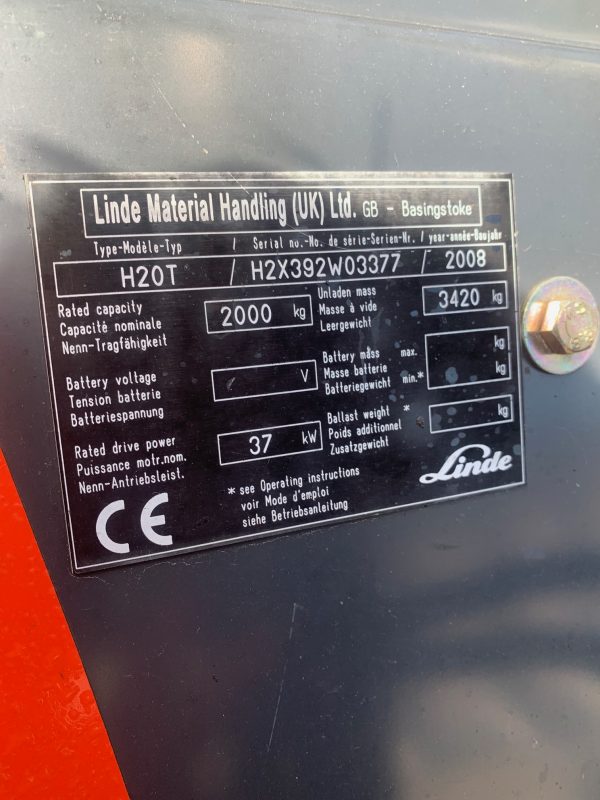 Linde Material Handling (UK) Ltd. GB - Basingstoke
Type-Modèle-Typ / Serial no.-No. de série-Serien-Nr. / year-année-Baujahr
H20T / H2X392W03377 / 2008
Rated capacity
Capacité nominale
Nenn-Tragfähigkeit
2000 kg
Unladen mass
Masse à vide
Leergewicht
3420 kg
Battery voltage
Tension batterie
Batteriespannung
V
Battery mass max.
Masse batterie
Batteriegewicht min.*
kg
kg
Rated drive power
Puissance motr.nom.
Nenn-Antriebsleist.
37 kW
Ballast weight *
Poids additionnel
Zusatzgewicht
kg
* see Operating instructions
voir Mode d'emploi
siehe Betriebsanleitung
CE
Linde